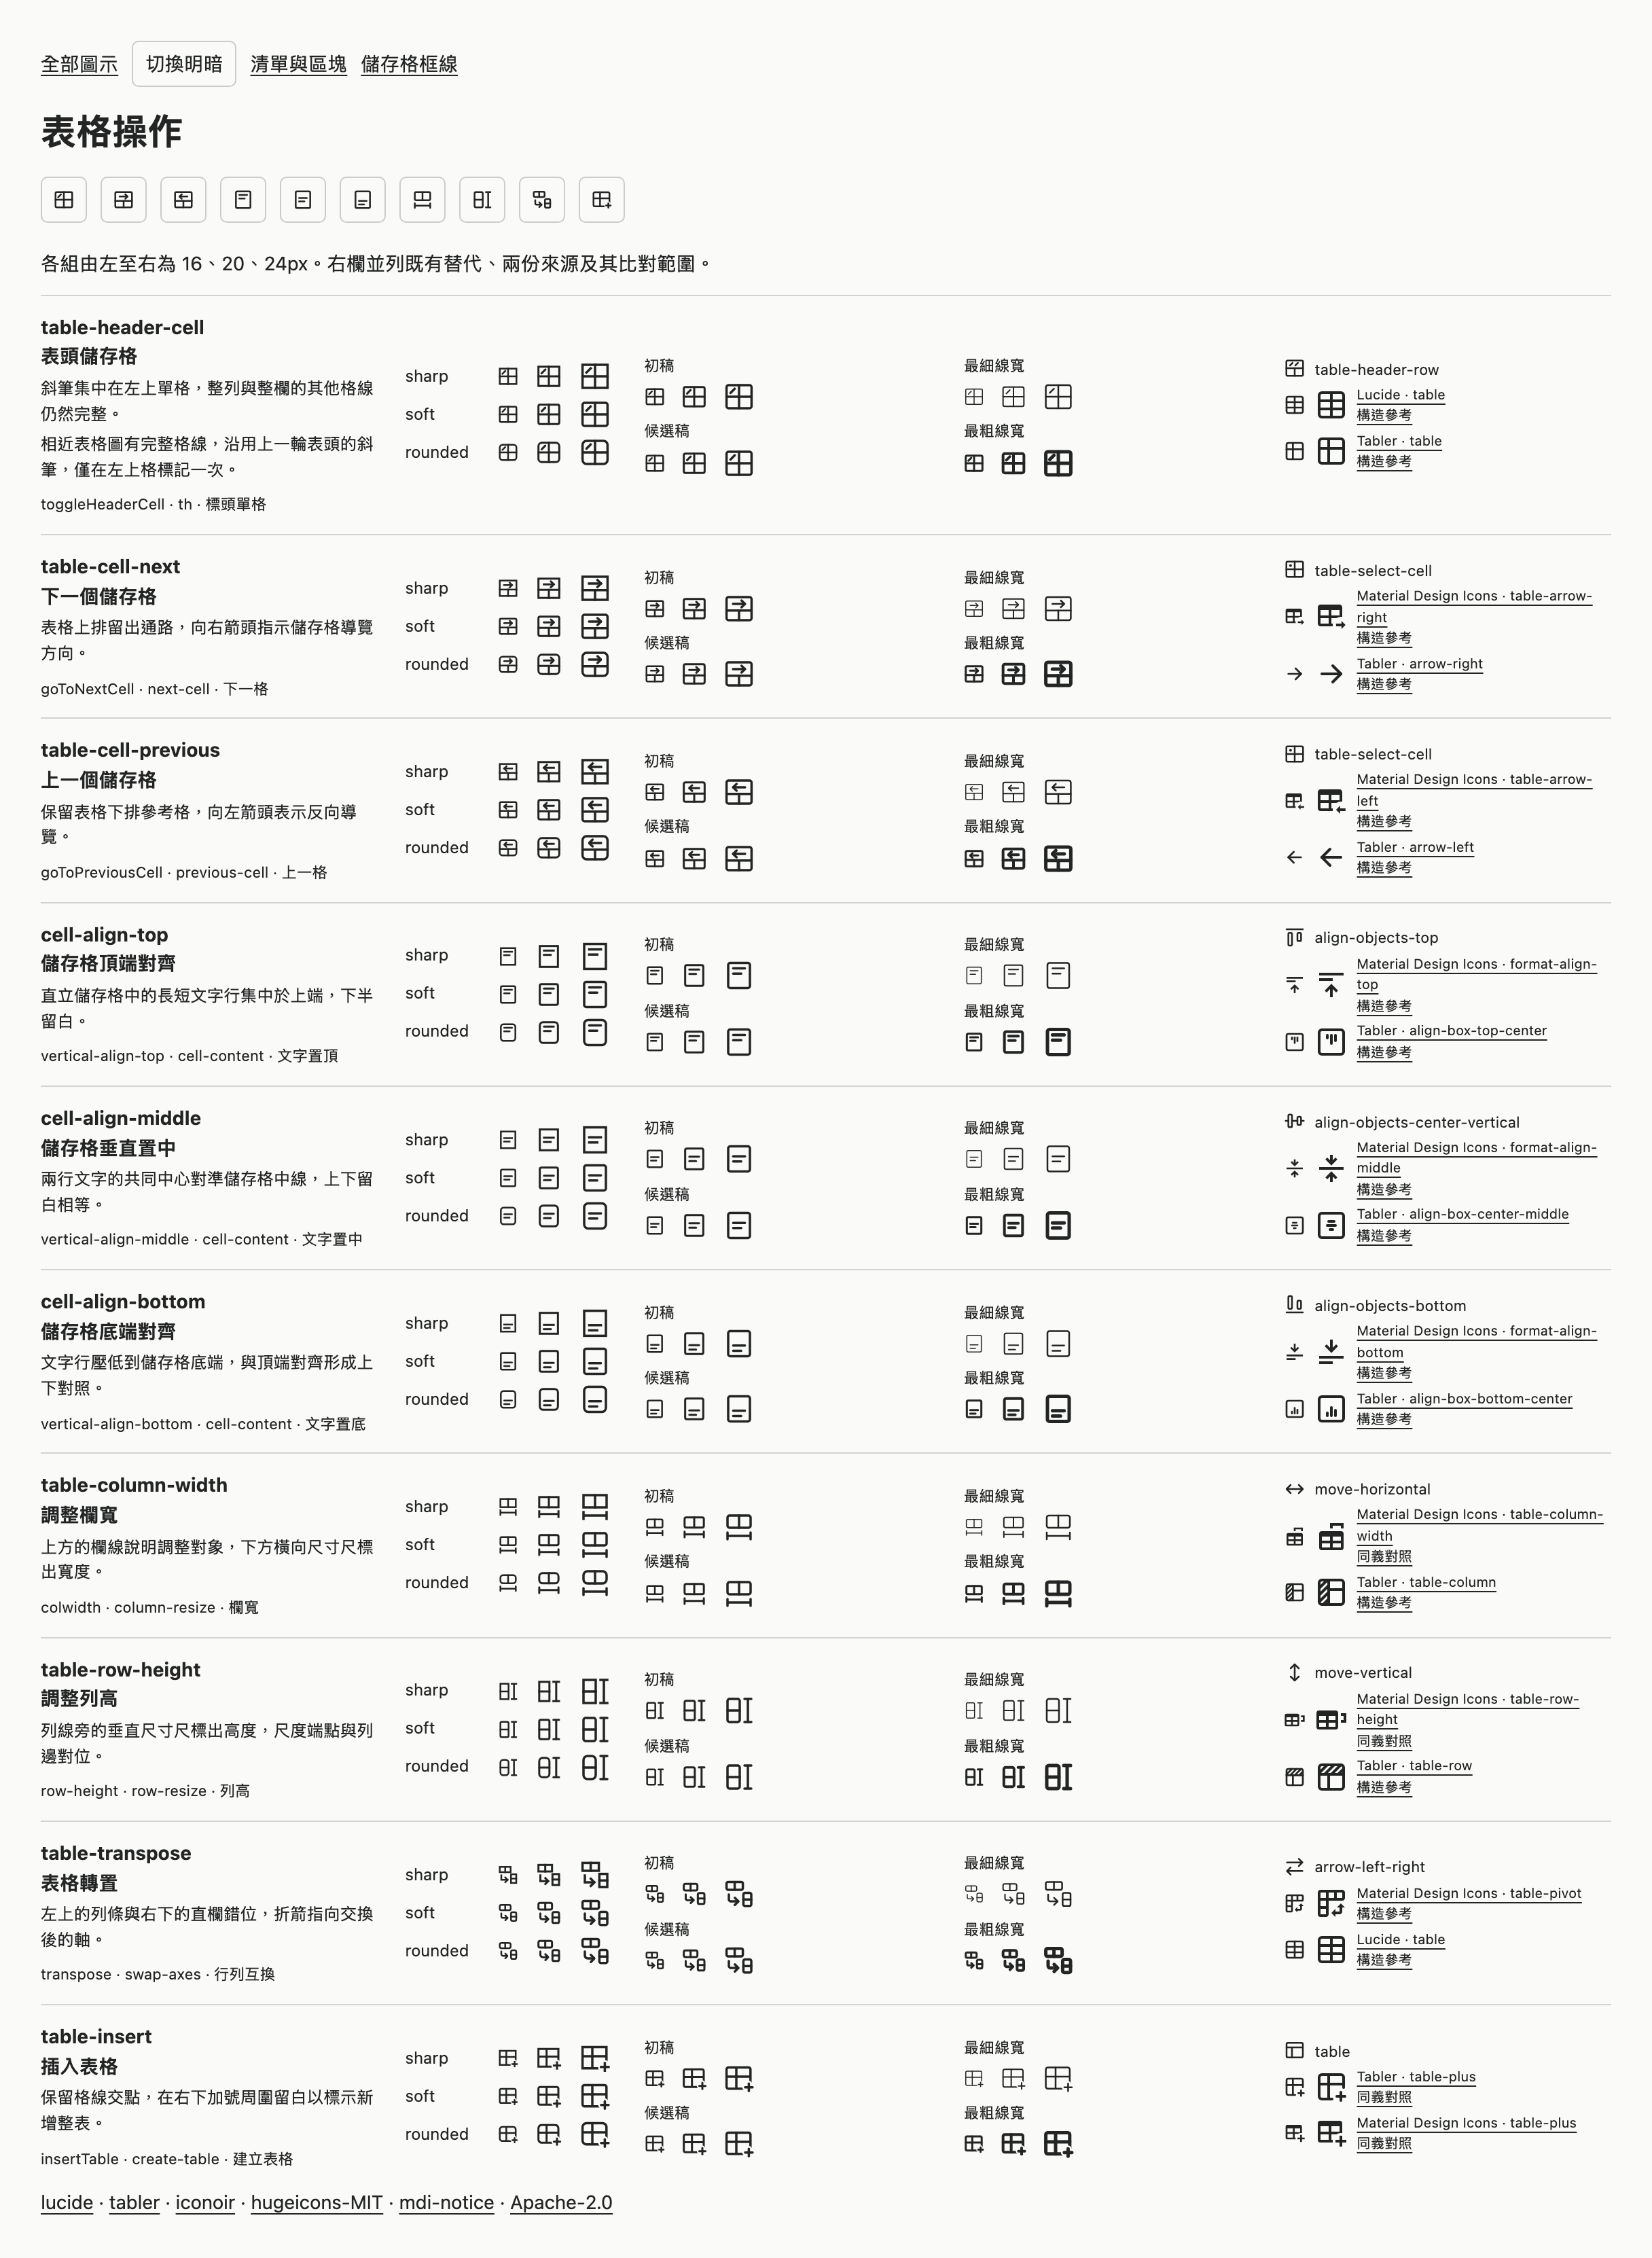 全部圖示 切換明暗 清單與區塊 儲存格框線
表格操作
各組由左至右為 16、20、24px。右欄並列既有替代、兩份來源及其比對範圍。
table-header-cell
表頭儲存格
斜筆集中在左上單格，整列與整欄的其他格線
仍然完整。
相近表格圖有完整格線，沿用上一輪表頭的斜
筆，僅在左上格標記一次。
toggleHeaderCell · th · 標頭單格
sharp
soft
rounded
初稿
候選稿
最細線寬
最粗線寬
table-header-row
Lucide · table
構造參考
Tabler · table
構造參考
table-cell-next
下一個儲存格
表格上排留出通路，向右箭頭指示儲存格導覽
方向。
goToNextCell · next-cell · 下一格
sharp
soft
rounded
初稿
候選稿
最細線寬
最粗線寬
table-select-cell
Material Design Icons · table-arrow-
right
構造參考
Tabler · arrow-right
構造參考
table-cell-previous
上一個儲存格
保留表格下排參考格，向左箭頭表示反向導
覽。
goToPreviousCell · previous-cell · 上一格
sharp
soft
rounded
初稿
候選稿
最細線寬
最粗線寬
table-select-cell
Material Design Icons · table-arrow-
left
構造參考
Tabler · arrow-left
構造參考
cell-align-top
儲存格頂端對齊
直立儲存格中的長短文字行集中於上端，下半
留白。
vertical-align-top · cell-content · 文字置頂
sharp
soft
rounded
初稿
候選稿
最細線寬
最粗線寬
align-objects-top
Material Design Icons · format-align-
top
構造參考
Tabler · align-box-top-center
構造參考
cell-align-middle
儲存格垂直置中
兩行文字的共同中心對準儲存格中線，上下留
白相等。
vertical-align-middle · cell-content · 文字置中
sharp
soft
rounded
初稿
候選稿
最細線寬
最粗線寬
align-objects-center-vertical
Material Design Icons · format-align-
middle
構造參考
Tabler · align-box-center-middle
構造參考
cell-align-bottom
儲存格底端對齊
文字行壓低到儲存格底端，與頂端對齊形成上
下對照。
vertical-align-bottom · cell-content · 文字置底
sharp
soft
rounded
初稿
候選稿
最細線寬
最粗線寬
align-objects-bottom
Material Design Icons · format-align-
bottom
構造參考
Tabler · align-box-bottom-center
構造參考
table-column-width
調整欄寬
上方的欄線說明調整對象，下方橫向尺寸尺標
出寬度。
colwidth · column-resize · 欄寬
sharp
soft
rounded
初稿
候選稿
最細線寬
最粗線寬
move-horizontal
Material Design Icons · table-column-
width
同義對照
Tabler · table-column
構造參考
table-row-height
調整列高
列線旁的垂直尺寸尺標出高度，尺度端點與列
邊對位。
row-height · row-resize · 列高
sharp
soft
rounded
初稿
候選稿
最細線寬
最粗線寬
move-vertical
Material Design Icons · table-row-
height
同義對照
Tabler · table-row
構造參考
table-transpose
表格轉置
左上的列條與右下的直欄錯位，折箭指向交換
後的軸。
transpose · swap-axes · 行列互換
sharp
soft
rounded
初稿
候選稿
最細線寬
最粗線寬
arrow-left-right
Material Design Icons · table-pivot
構造參考
Lucide · table
構造參考
table-insert
插入表格
保留格線交點，在右下加號周圍留白以標示新
增整表。
insertTable · create-table · 建立表格
sharp
soft
rounded
初稿
候選稿
最細線寬
最粗線寬
table
Tabler · table-plus
同義對照
Material Design Icons · table-plus
同義對照
lucide · tabler · iconoir · hugeicons-MIT · mdi-notice · Apache-2.0